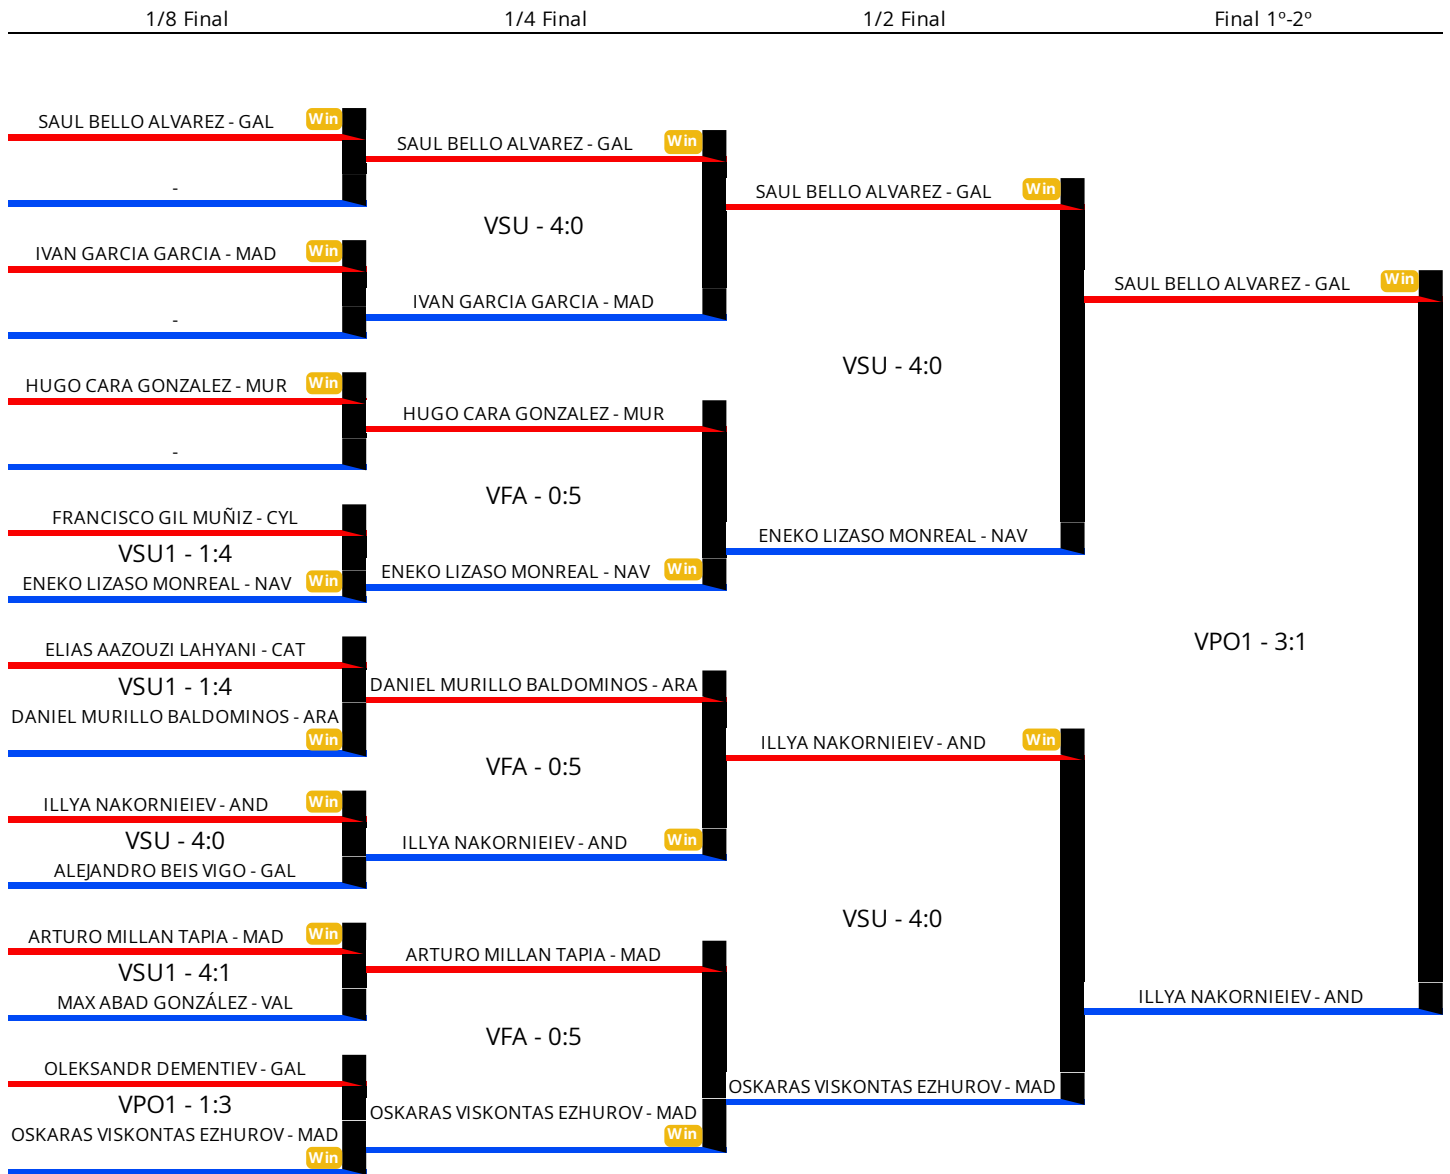 1/8 Final
1/4 Final
1/2 Final
Final 1º-2º
SAUL BELLO ALVAREZ - GAL
Win
-
IVAN GARCIA GARCIA - MAD
Win
-
HUGO CARA GONZALEZ - MUR
Win
-
FRANCISCO GIL MUÑIZ - CYL
VSU1 - 1:4
ENEKO LIZASO MONREAL - NAV
Win
ELIAS AAZOUZI LAHYANI - CAT
VSU1 - 1:4
DANIEL MURILLO BALDOMINOS - ARA
Win
ILLYA NAKORNIEIEV - AND
Win
VSU - 4:0
ALEJANDRO BEIS VIGO - GAL
ARTURO MILLAN TAPIA - MAD
Win
VSU1 - 4:1
MAX ABAD GONZÁLEZ - VAL
OLEKSANDR DEMENTIEV - GAL
VPO1 - 1:3
OSKARAS VISKONTAS EZHUROV - MAD
Win
SAUL BELLO ALVAREZ - GAL
Win
VSU - 4:0
IVAN GARCIA GARCIA - MAD
HUGO CARA GONZALEZ - MUR
VFA - 0:5
ENEKO LIZASO MONREAL - NAV
Win
DANIEL MURILLO BALDOMINOS - ARA
VFA - 0:5
ILLYA NAKORNIEIEV - AND
Win
ARTURO MILLAN TAPIA - MAD
VFA - 0:5
OSKARAS VISKONTAS EZHUROV - MAD
Win
SAUL BELLO ALVAREZ - GAL
Win
VSU - 4:0
ENEKO LIZASO MONREAL - NAV
ILLYA NAKORNIEIEV - AND
Win
VSU - 4:0
OSKARAS VISKONTAS EZHUROV - MAD
SAUL BELLO ALVAREZ - GAL
Win
VPO1 - 3:1
ILLYA NAKORNIEIEV - AND